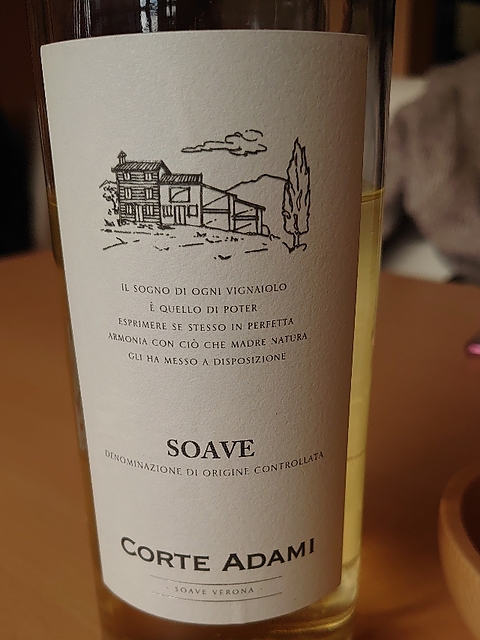 IL SOGNO DI OGNI VIGNAIOLO
È QUELLO DI POTER
ESPRIMERE SE STESSO IN PERFETTA
ARMONIA CON CIÒ CHE MADRE NATURA
GLI HA MESSO A DISPOSIZIONE
SOAVE
DENOMINAZIONE DI ORIGINE CONTROLLATA
CORTE ADAMI
- SOAVE VERONA -